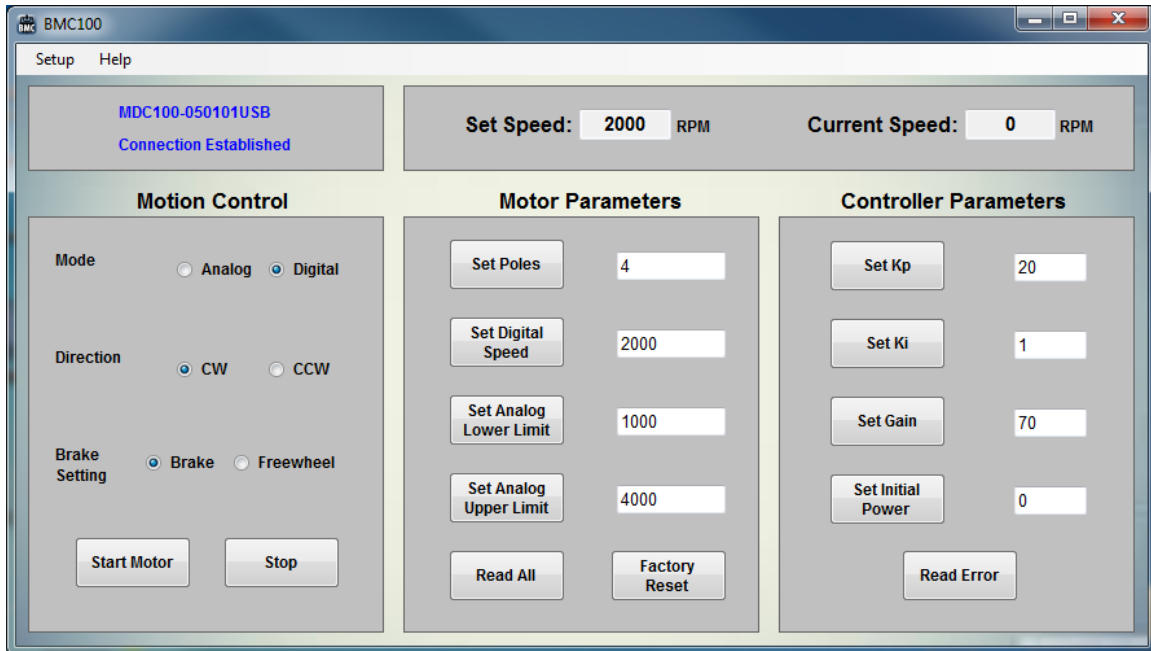 BMC BMC100
Setup Help
MDC100-050101USB
Connection Established
Set Speed: 2000 RPM Current Speed: 0 RPM
Motion Control
Mode
Analog Digital
Direction
CW CCW
Brake
Setting
Brake Freewheel
Start Motor Stop
Motor Parameters
Set Poles 4
Set Digital
Speed
2000
Set Analog
Lower Limit
1000
Set Analog
Upper Limit
4000
Read All
Factory
Reset
Controller Parameters
Set Kp 20
Set Ki 1
Set Gain 70
Set Initial
Power
0
Read Error